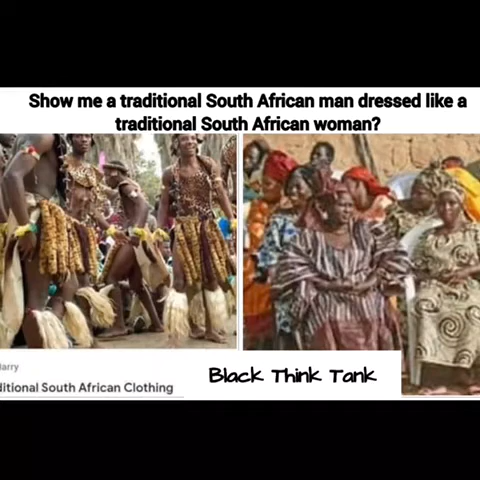 Show me a traditional South African man dressed like a
traditional South African woman?
arry
ditional South African Clothing
Black Think Tank